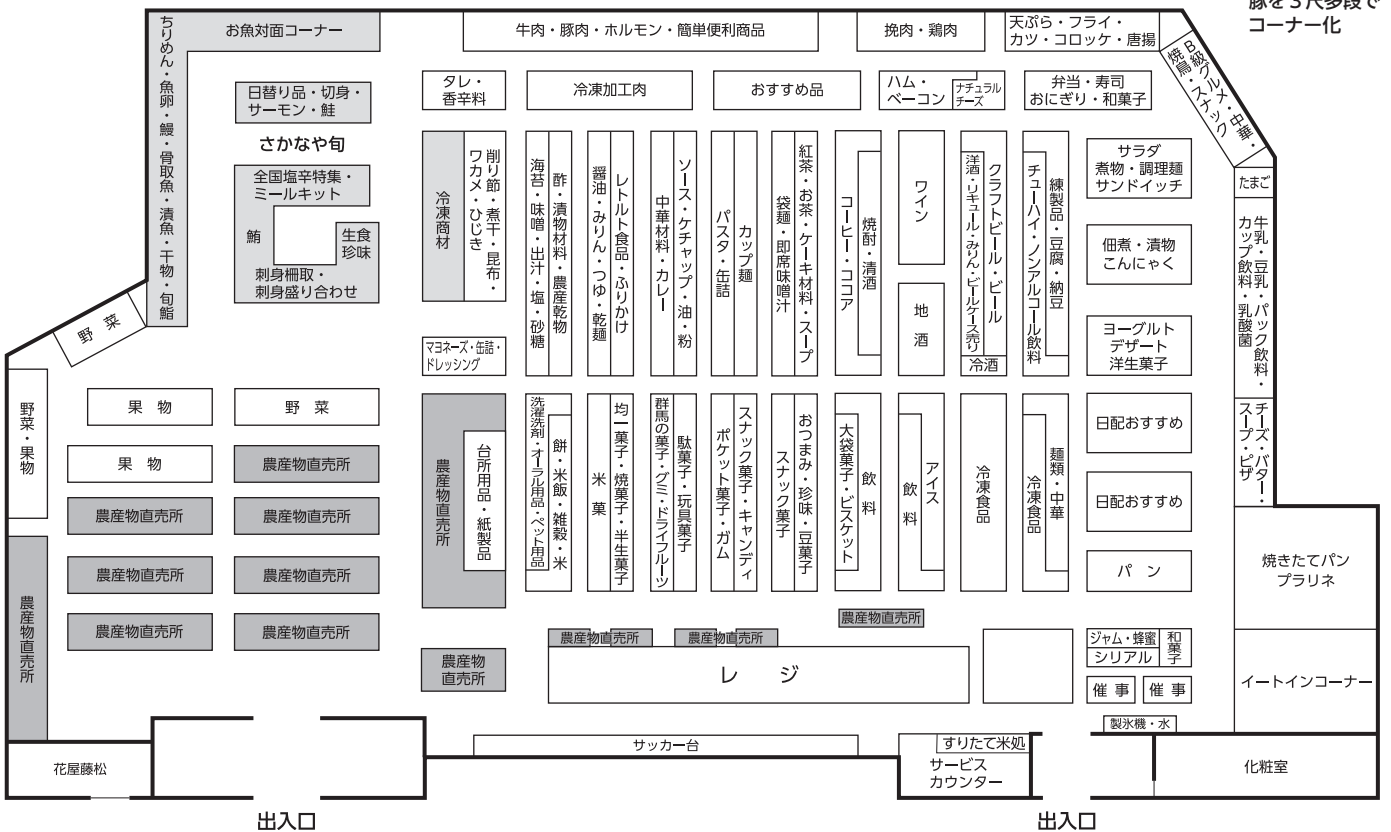 豚を3尺多段で
コーナー化
お魚対面コーナー
牛肉・豚肉・ホルモン・簡単便利商品
挽肉・鶏肉
天ぷら・フライ・
カツ・コロッケ・唐揚
B級グルメ・中華・
焼鳥・スナック
ちりめん・魚卵・鰻・骨取魚・漬魚・干物・旬鮨
日替り品・切身・
サーモン・鮭
タレ・
香辛料
冷凍加工肉
おすすめ品
ハム・
ベーコン
ナチュラル
チーズ
弁当・寿司
おにぎり・和菓子
さかなや旬
全国塩辛特集・
ミールキット
鮪
生食
珍味
刺身柵取・
刺身盛り合わせ
冷凍商材
削り節・煮干・昆布・
ワカメ・ひじき
海苔・味噌・出汁・塩・砂糖
酢・漬物材料・農産乾物
醤油・みりん・つゆ・乾麺
レトルト食品・ふりかけ
中華材料・カレー
ソース・ケチャップ・油・粉
パスタ・缶詰
カップ麺
袋麺・即席味噌汁
紅茶・お茶・ケーキ材料・スープ
コーヒー・ココア
焼酎・清酒
ワイン
地酒
洋酒・リキュール・みりん・ビールケース売り
クラフトビール・ビール
冷酒
チューハイ・ノンアルコール飲料
練製品・豆腐・納豆
サラダ
煮物・調理麺
サンドイッチ
佃煮・漬物
こんにゃく
ヨーグルト
デザート
洋生菓子
たまご
牛乳・豆乳・パック飲料・
カップ飲料・乳酸菌
チーズ・バター・
スープ・ピザ
野菜
マヨネーズ・缶詰・
ドレッシング
野菜・果物
果物
野菜
果物
農産物直売所
農産物直売所
農産物直売所
農産物直売所
農産物直売所
農産物直売所
農産物直売所
農産物直売所
農産物直売所
台所用品・紙製品
洗濯洗剤・オーラル用品・ペット用品
餅・米飯・雑穀・米
米菓
均一菓子・焼菓子・半生菓子
群馬の菓子・グミ・ドライフルーツ
駄菓子・玩具菓子
ポケット菓子・ガム
スナック菓子・キャンディ
スナック菓子
おつまみ・珍味・豆菓子
大袋菓子・ビスケット
飲料
飲料
アイス
冷凍食品
冷凍食品
麺類・中華
日配おすすめ
日配おすすめ
パン
焼きたてパン
プラリネ
農産物直売所
農産物直売所
農産物直売所
農産物
直売所
レジ
ジャム・蜂蜜
シリアル
和菓子
催事
催事
イートインコーナー
製氷機・水
サッカー台
すりたて米処
サービス
カウンター
花屋藤松
化粧室
出入口
出入口